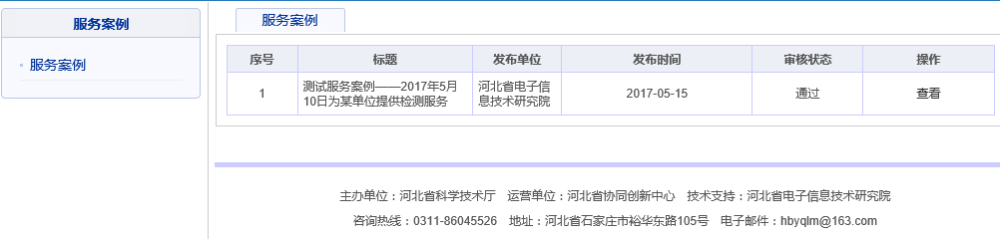 服务案例
服务案例
服务案例
序号 标题 发布单位 发布时间 审核状态 操作
1 测试服务案例——2017年5月 河北省电子信 2017-05-15 通过 查看
10日为某单位提供检测服务 息技术研究院
主办单位：河北省科学技术厅 运营单位：河北省协同创新中心 技术支持：河北省电子信息技术研究院
咨询热线：0311-86045526 地址：河北省石家庄市裕华东路105号 电子邮件：hbyqlm@163.com